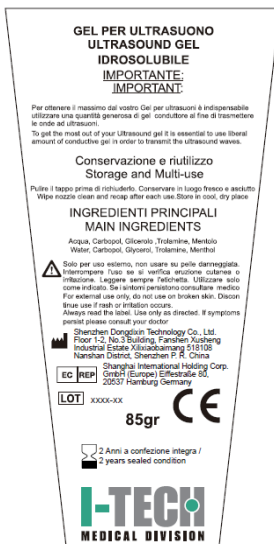 GEL PER ULTRASUONO
ULTRASOUND GEL
IDROSOLUBILE
IMPORTANTE:
IMPORTANT:
Per ottenere il massimo dal vostro Gel per ultrasuoni è indispensabile
utilizzare una quantità generosa di gel conduttore al fine di trasmettere
le onde ad ultrasuoni.
To get the most out of your Ultrasound gel it is essential to use liberal
amount of conductive gel in order to transmit the ultrasound waves.
Conservazione e riutilizzo
Storage and Multi-use
Pulire il tappo prima di richiuderlo. Conservare in luogo fresco e asciutto
Wipe nozzle clean and recap after each use.Store in cool, dry place
INGREDIENTI PRINCIPALI
MAIN INGREDIENTS
Acqua, Carbopol, Glicerolo ,Trolamine, Mentolo
Water, Carbopol, Glycerol, Trolamine, Menthol
Solo per uso esterno, non usare su pelle danneggiata.
Interrompere l'uso se si verifica eruzione cutanea o
irritazione. Leggere sempre l'etichetta. Utilizzare solo
come indicato. Se i sintomi persistono consultare medico
For external use only, do not use on broken skin. Discon
tinue use if rash or irritation occurs.
Always read the label. Use only as directed. If symptoms
persist please consult your doctor
Shenzhen Dongdixin Technology Co., Ltd.
Floor 1-2, No.3 Building, Fanshen Xusheng
Industrial Estate Xilixiaobaimang 518108
Nanshan District, Shenzhen P. R. China
EC REP
Shanghai International Holding Corp.
GmbH (Europe) Eiffestraße 80,
20537 Hamburg Germany
LOT xxxx-xx
85gr CE
2 Anni a confezione integra /
2 years sealed condition
I-TECH
MEDICAL DIVISION